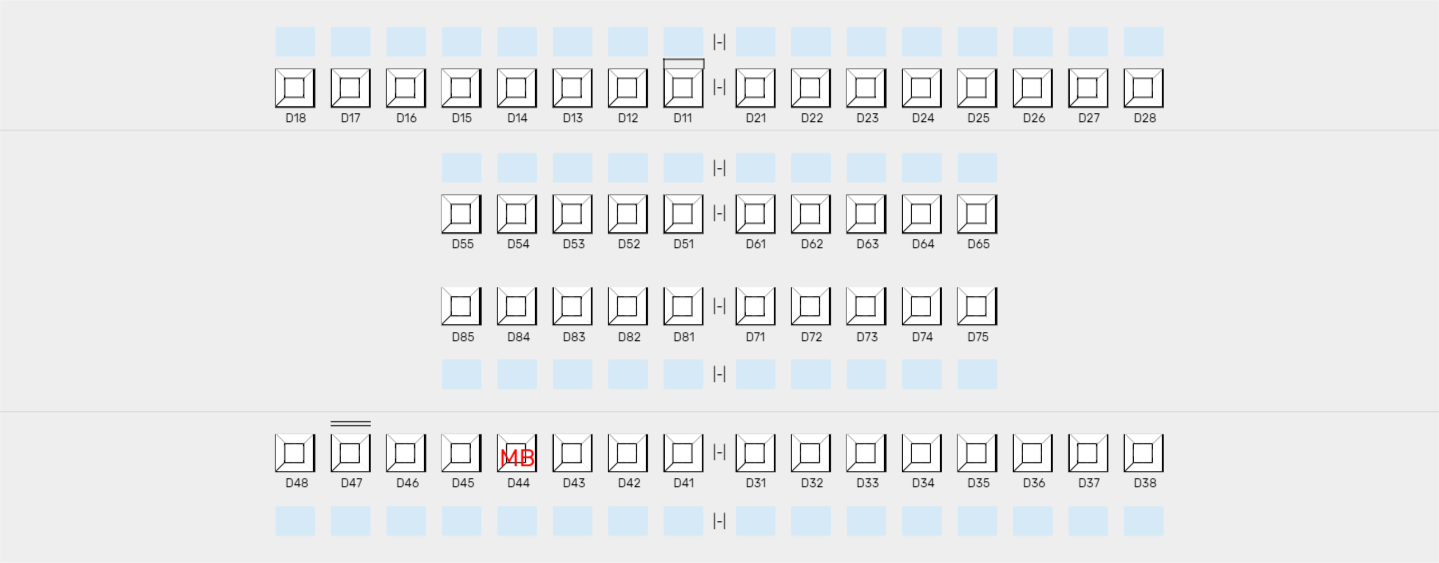 |-|
|-|
D18 D17 D16 D15 D14 D13 D12 D11 D21 D22 D23 D24 D25 D26 D27 D28
|-|
|-|
D55 D54 D53 D52 D51 D61 D62 D63 D64 D65
|-|
D85 D84 D83 D82 D81 D71 D72 D73 D74 D75
|-|
MB |-|
D48 D47 D46 D45 D44 D43 D42 D41 D31 D32 D33 D34 D35 D36 D37 D38
|-|